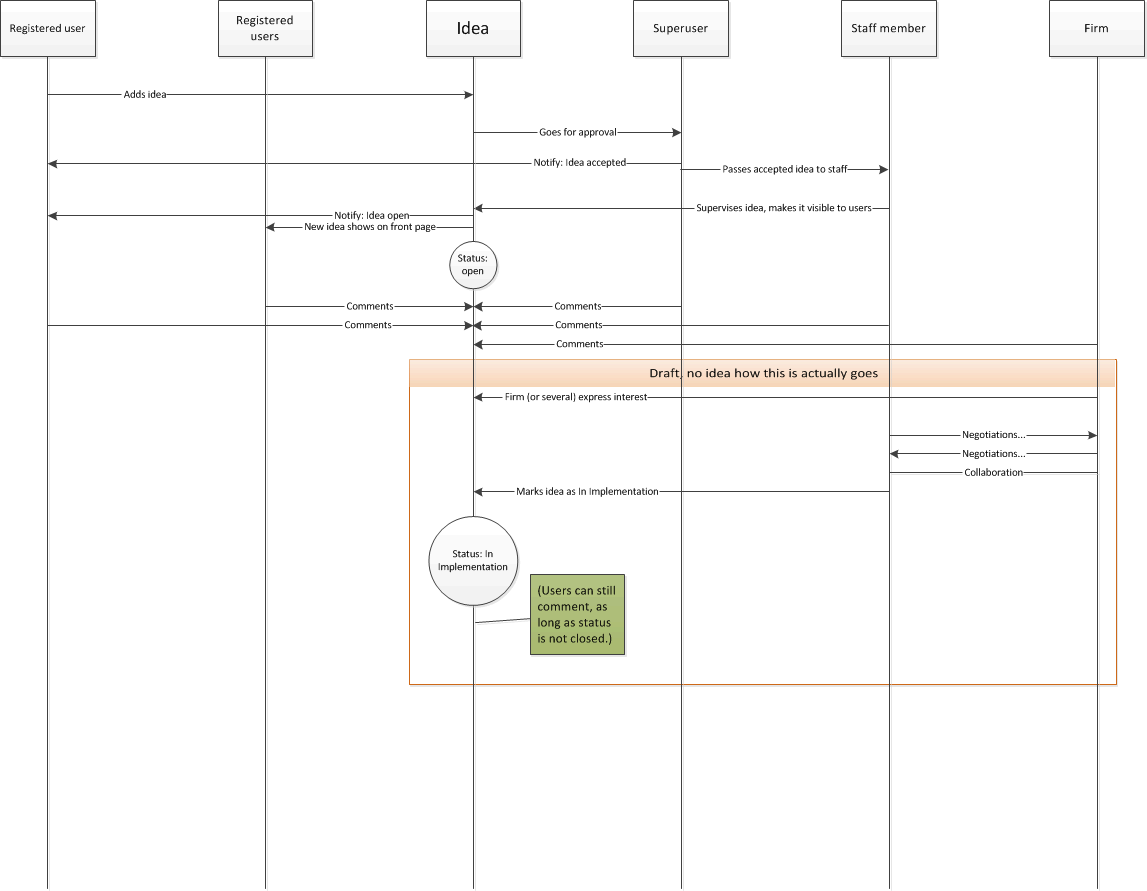 Registered user
Registered
users
Idea
Superuser
Staff member
Firm
Adds idea
Goes for approval
Notify: Idea accepted
Passes accepted idea to staff
Supervises idea, makes it visible to users
Notify: Idea open
New idea shows on front page
Status:
open
Comments
Comments
Comments
Comments
Comments
Draft, no idea how this is actually goes
Firm (or several) express interest
Negotiations...
Negotiations...
Collaboration
Marks idea as In Implementation
Status: In
Implementation
(Users can still
comment, as
long as status
is not closed.)